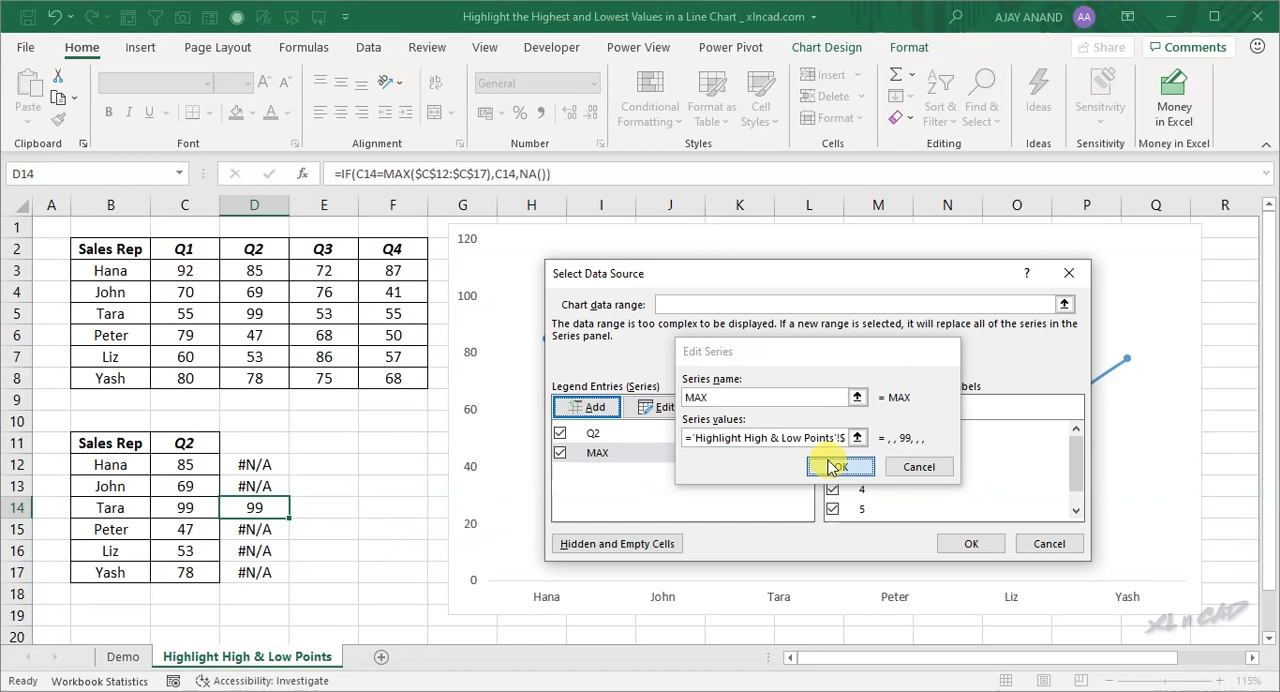 Highlight the Highest and Lowest Values in a Line Chart _ xlncad.com
AJAY ANAND AA
File Home Insert Page Layout Formulas Data Review View Developer Power View Power Pivot Chart Design Format Share Comments
Paste
B I U
General
Conditional Formatting
Format as Table
Cell Styles
Insert
Delete
Format
Sort & Filter
Find & Select
Ideas
Sensitivity
Money in Excel
Clipboard Font Alignment Number Styles Cells Editing Ideas Sensitivity Money in Excel
D14 fx =IF(C14=MAX($C$12:$C$17),C14,NA())
A B C D E F G H I J K L M N O P Q R
1
2 Sales Rep Q1 Q2 Q3 Q4
3 Hana 92 85 72 87
4 John 70 69 76 41
5 Tara 55 99 53 55
6 Peter 79 47 68 50
7 Liz 60 53 86 57
8 Yash 80 78 75 68
9
10
11 Sales Rep Q2
12 Hana 85 #N/A
13 John 69 #N/A
14 Tara 99 99
15 Peter 47 #N/A
16 Liz 53 #N/A
17 Yash 78 #N/A
18
19
20
120
100
80
60
40
20
0
Hana John Tara Peter Liz Yash
Select Data Source ?
Chart data range:
The data range is too complex to be displayed. If a new range is selected, it will replace all of the series in the
Series panel.
Legend Entries (Series)
Add Edit
Q2
MAX
4
5
Hidden and Empty Cells OK Cancel
Edit Series
Series name:
MAX = MAX
Series values:
='Highlight High & Low Points'!$ = , , 99, , ,
OK Cancel
XL n CAD
Demo Highlight High & Low Points
Ready Workbook Statistics Accessibility: Investigate 115%